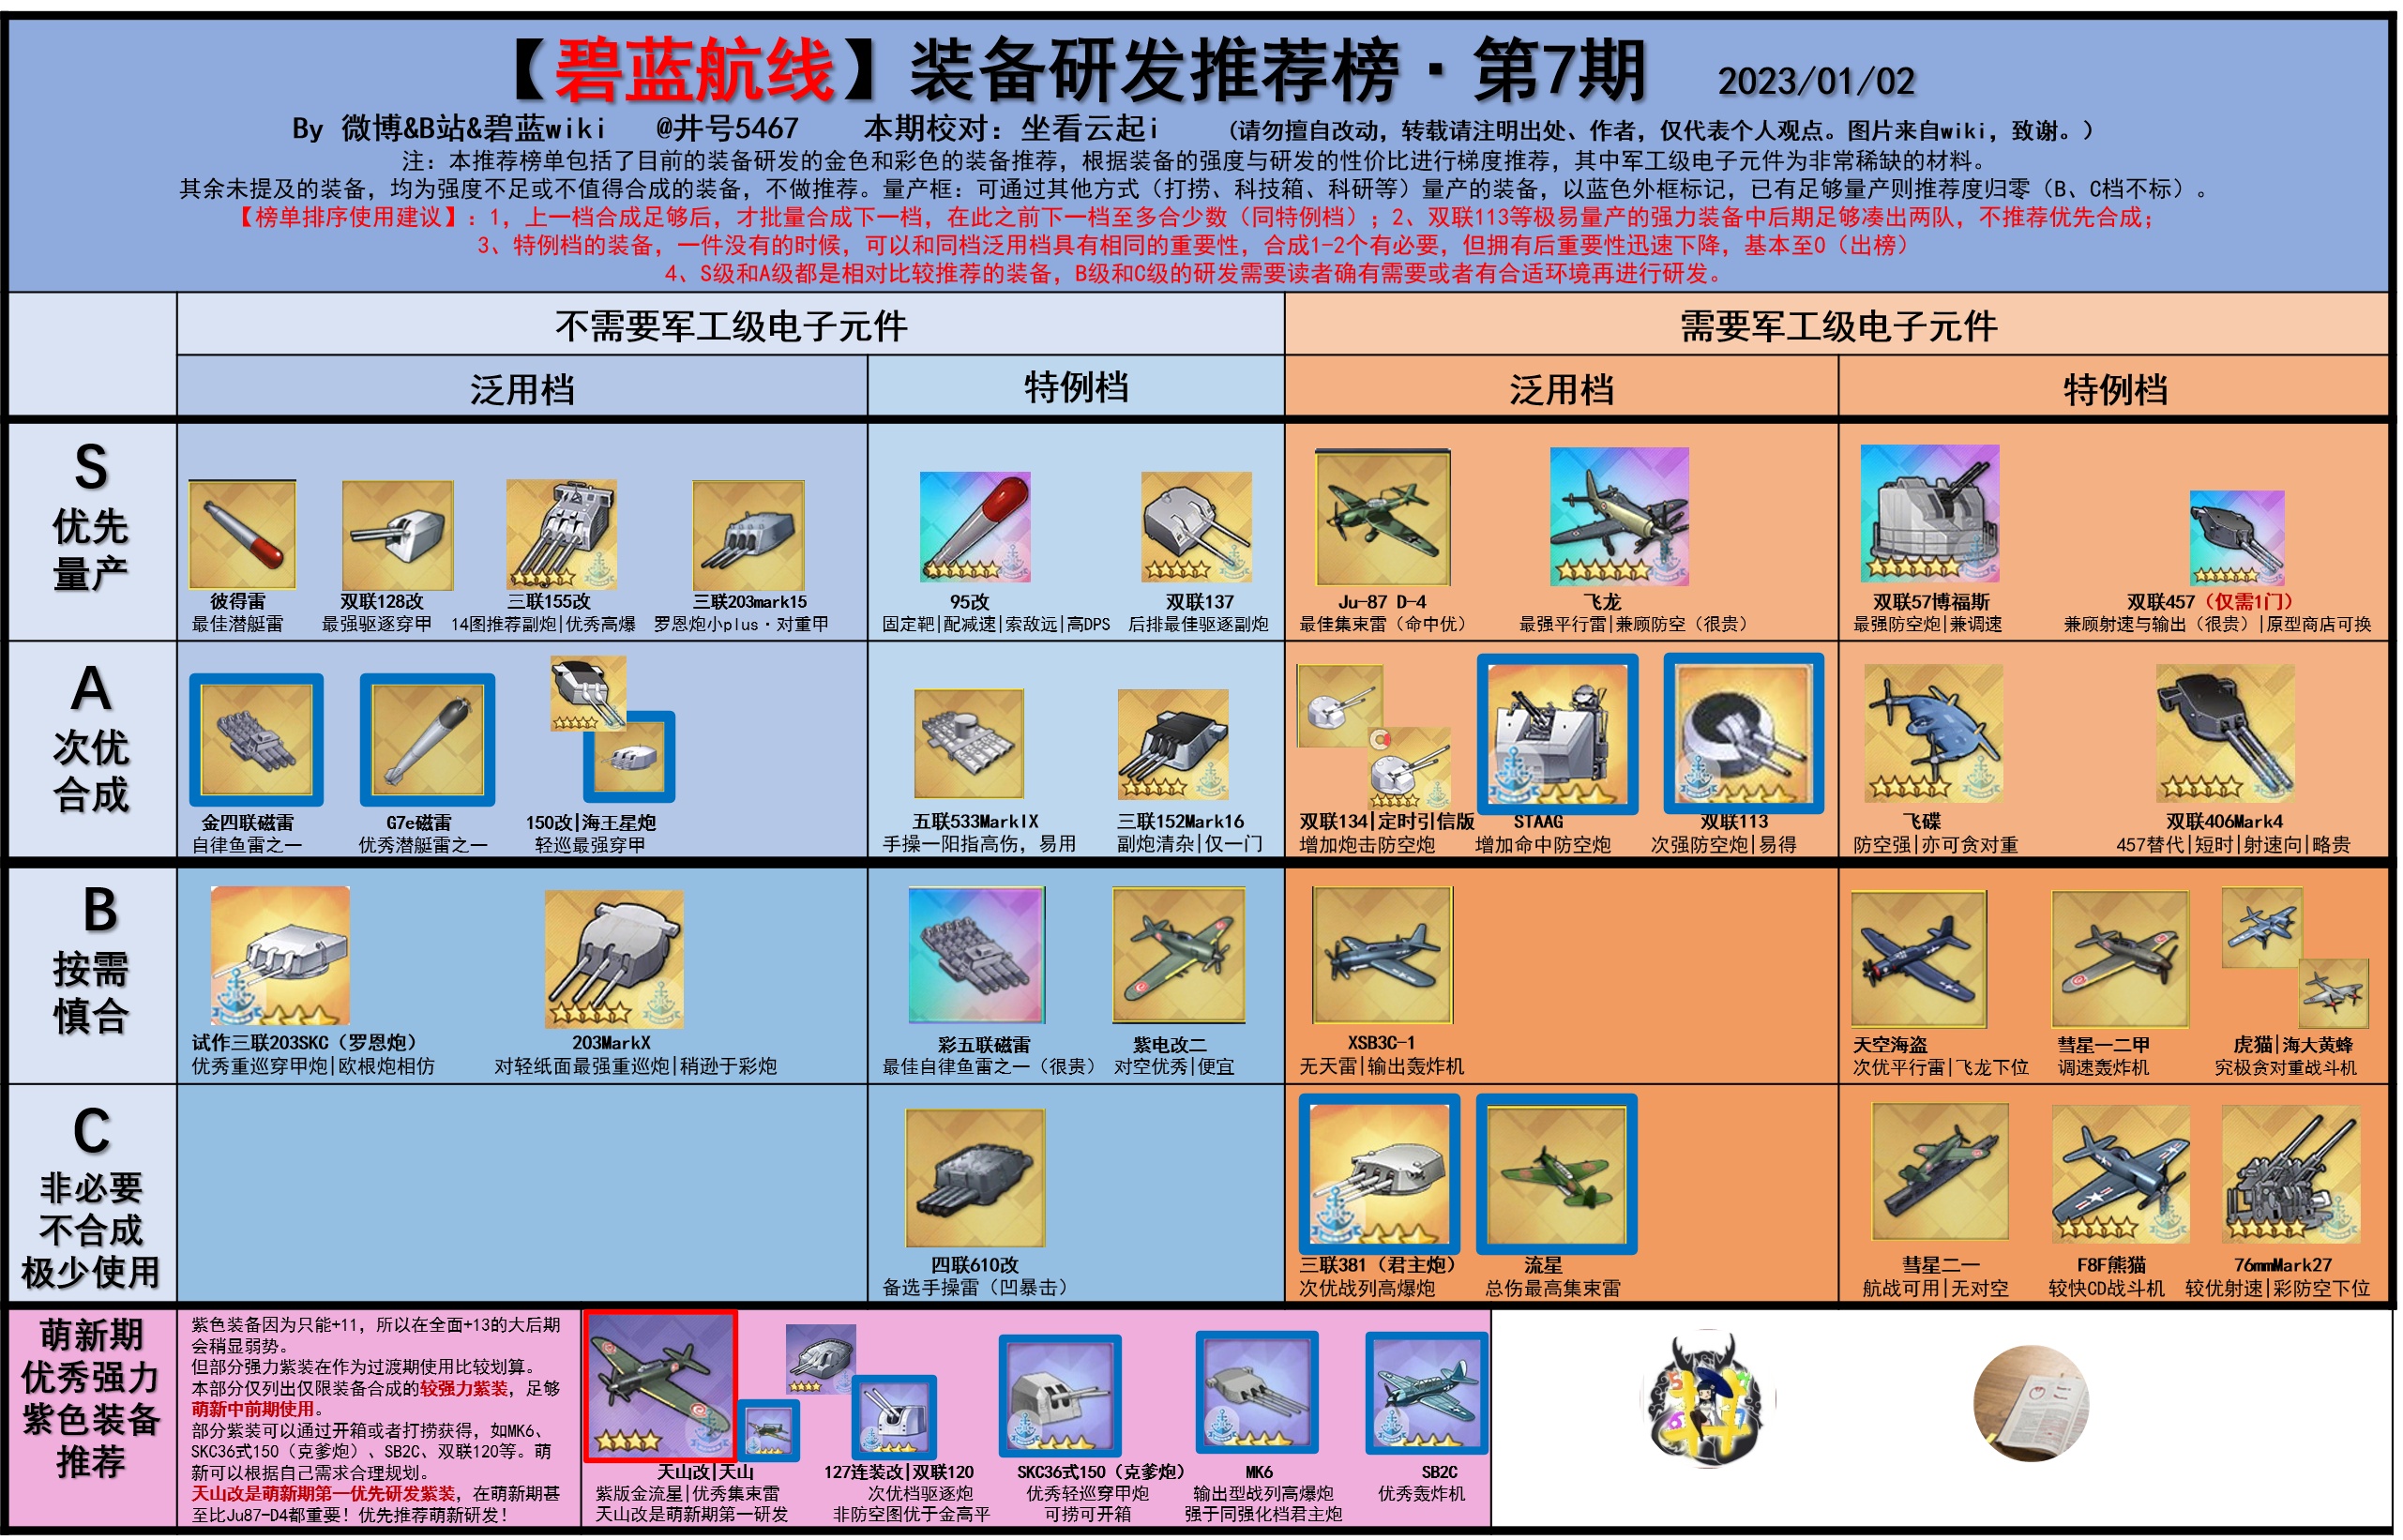 【碧蓝航线】装备研发推荐榜·第7期 2023/01/02
By 微博&B站&碧蓝wiki @井号5467 本期校对：坐看云起i （请勿擅自改动，转载请注明出处、作者，仅代表个人观点。图片来自wiki，致谢。）
注：本推荐榜单包括了目前的装备研发的金色和彩色的装备推荐，根据装备的强度与研发的性价比进行梯度推荐，其中军工级电子元件为非常稀缺的材料。
其余未提及的装备，均为强度不足或不值得合成的装备，不做推荐。量产框：可通过其他方式（打捞、科技箱、科研等）量产的装备，以蓝色外框标记，已有足够量产则推荐度归零（B、C档不标）。
【榜单排序使用建议】：1，上一档合成足够后，才批量合成下一档，在此之前下一档至多合少数（同特例档）；2、双联113等极易量产的强力装备中后期足够凑出两队，不推荐优先合成；
3、特例档的装备，一件没有的时候，可以和同档泛用档具有相同的重要性，合成1-2个有必要，但拥有后重要性迅速下降，基本至0（出榜）
4、S级和A级都是相对比较推荐的装备，B级和C级的研发需要读者确有需要或者有合适环境再进行研发。
不需要军工级电子元件 需要军工级电子元件
泛用档 特例档 泛用档 特例档
S
优先
量产
彼得雷 双联128改 三联155改 三联203mark15 95改 双联137 Ju-87 D-4 飞龙 双联57博福斯 双联457（仅需1门）
最佳潜艇雷 最强驱逐穿甲 14图推荐副炮|优秀高爆 罗恩炮小plus·对重甲 固定靶|配减速|索敌远|高DPS 后排最佳驱逐副炮 最佳集束雷（命中优） 最强平行雷|兼顾防空（很贵） 最强防空炮|兼调速 兼顾射速与输出（很贵）|原型商店可换
A
次优
合成
金四联磁雷 G7e磁雷 150改|海王星炮 五联533MarkIX 三联152Mark16 双联134|定时引信版 STAAG 双联113 飞碟 双联406Mark4
自律鱼雷之一 优秀潜艇雷之一 轻巡最强穿甲 手操一阳指高伤，易用 副炮清杂|仅一门 增加炮击防空炮 增加命中防空炮 次强防空炮|易得 防空强|亦可贪对重 457替代|短时|射速向|略贵
B
按需
慎合
试作三联203SKC（罗恩炮） 203MarkX 彩五联磁雷 紫电改二 XSB3C-1 天空海盗 彗星一二甲 虎猫|海大黄蜂
优秀重巡穿甲炮|欧根炮相仿 对轻纸面最强重巡炮|稍逊于彩炮 最佳自律鱼雷之一（很贵） 对空优秀|便宜 无天雷|输出轰炸机 次优平行雷|飞龙下位 调速轰炸机 究极贪对重战斗机
C
非必要
不合成
极少使用
四联610改 三联381（君主炮） 流星 彗星二一 F8F熊猫 76mmMark27
备选手操雷（凹暴击） 次优战列高爆炮 总伤最高集束雷 航战可用|无对空 较快CD战斗机 较优射速|彩防空下位
萌新期
优秀强力
紫色装备
推荐
紫色装备因为只能+11，所以在全面+13的大后期
会稍显弱势。
但部分强力紫装在作为过渡期使用比较划算。
本部分仅列出仅限装备合成的较强力紫装，足够
萌新中前期使用。
部分紫装可以通过开箱或者打捞获得，如MK6、
SKC36式150（克爹炮）、SB2C、双联120等。萌
新可以根据自己需求合理规划。
天山改是萌新期第一优先研发紫装，在萌新期甚
至比Ju87-D4都重要！优先推荐萌新研发！
天山改|天山 127连装改|双联120 SKC36式150（克爹炮） MK6 SB2C
紫版金流星|优秀集束雷 次优档驱逐炮 优秀轻巡穿甲炮 输出型战列高爆炮 优秀轰炸机
天山改是萌新期第一研发 非防空图优于金高平 可捞可开箱 强于同强化档君主炮